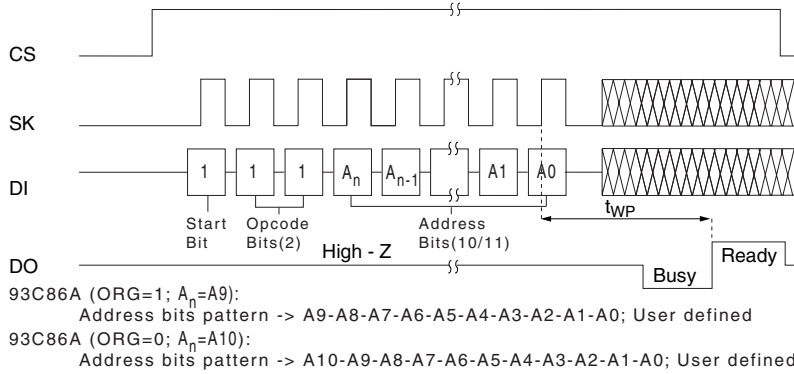 CS
SK
DI
1 1 1 An An-1 A1 A0
Start Bit
Opcode Bits(2)
Address Bits(10/11)
tWP
High - Z
DO
Busy
Ready
93C86A (ORG=1; An=A9):
Address bits pattern -> A9-A8-A7-A6-A5-A4-A3-A2-A1-A0; User defined
93C86A (ORG=0; An=A10):
Address bits pattern -> A10-A9-A8-A7-A6-A5-A4-A3-A2-A1-A0; User defined